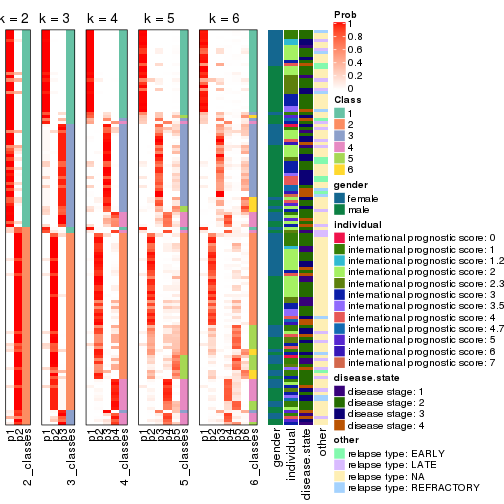 k = 2
k = 3
k = 4
k = 5
k = 6
p1
p2
2_classes
p1
p2
p3
3_classes
p1
p2
p3
p4
4_classes
p1
p2
p3
p4
p5
5_classes
p1
p2
p3
p4
p5
p6
6_classes
gender
individual
disease.state
other
Prob
1
0.8
0.6
0.4
0.2
0
Class
1
2
3
4
5
6
gender
female
male
individual
international prognostic score: 0
international prognostic score: 1
international prognostic score: 1.2
international prognostic score: 2
international prognostic score: 2.3
international prognostic score: 3
international prognostic score: 3.5
international prognostic score: 4
international prognostic score: 4.7
international prognostic score: 5
international prognostic score: 6
international prognostic score: 7
disease.state
disease stage: 1
disease stage: 2
disease stage: 3
disease stage: 4
other
relapse type: EARLY
relapse type: LATE
relapse type: NA
relapse type: REFRACTORY